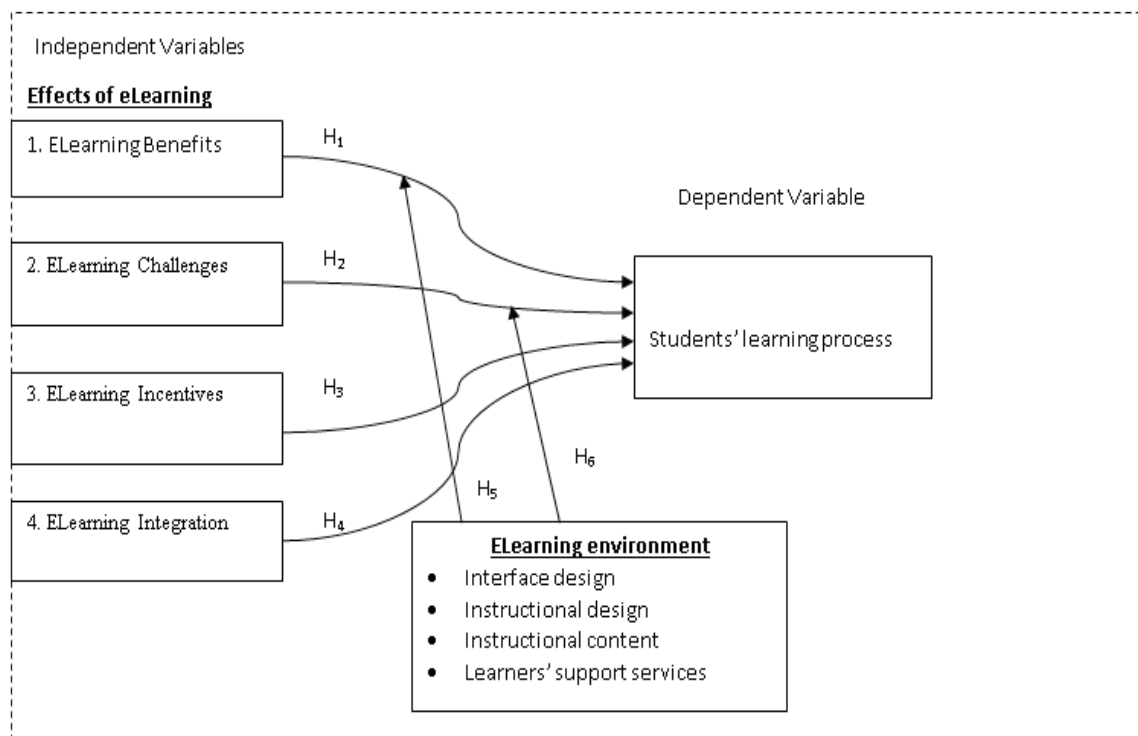 Independent Variables
Effects of eLearning
1. ELearning Benefits
H₁
Dependent Variable
2. ELearning Challenges
H₂
Students’ learning process
3. ELearning Incentives
H₃
H₆
H₅
4. ELearning Integration
H₄
ELearning environment
• Interface design
• Instructional design
• Instructional content
• Learners’ support services